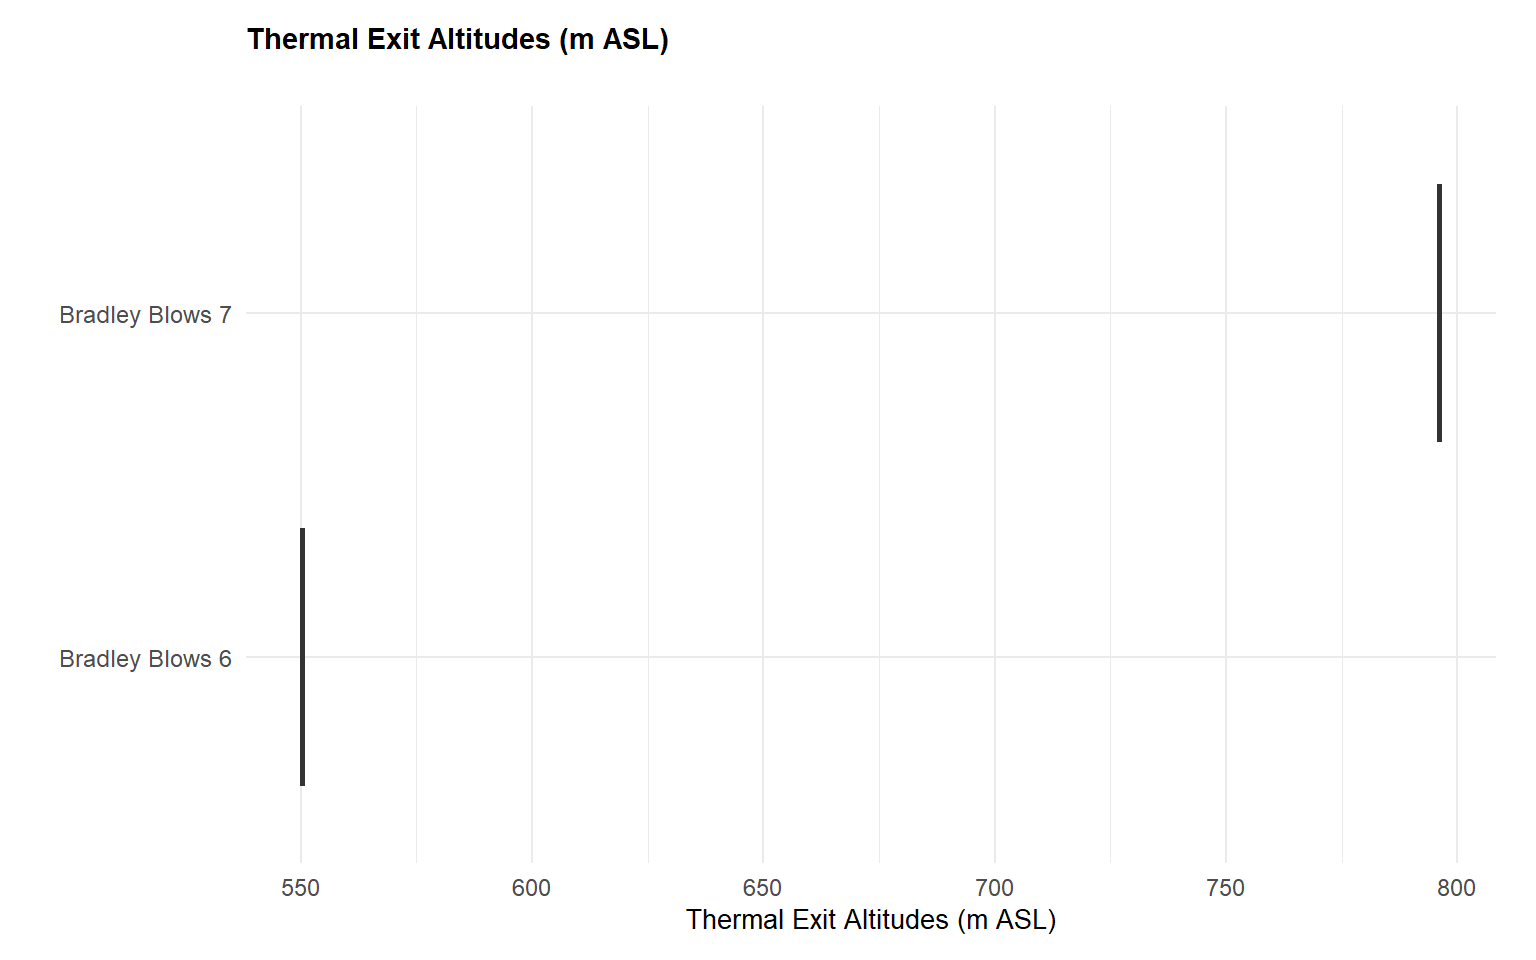 Thermal Exit Altitudes (m ASL)
Bradley Blows 7
Bradley Blows 6
550 600 650 700 750 800
Thermal Exit Altitudes (m ASL)